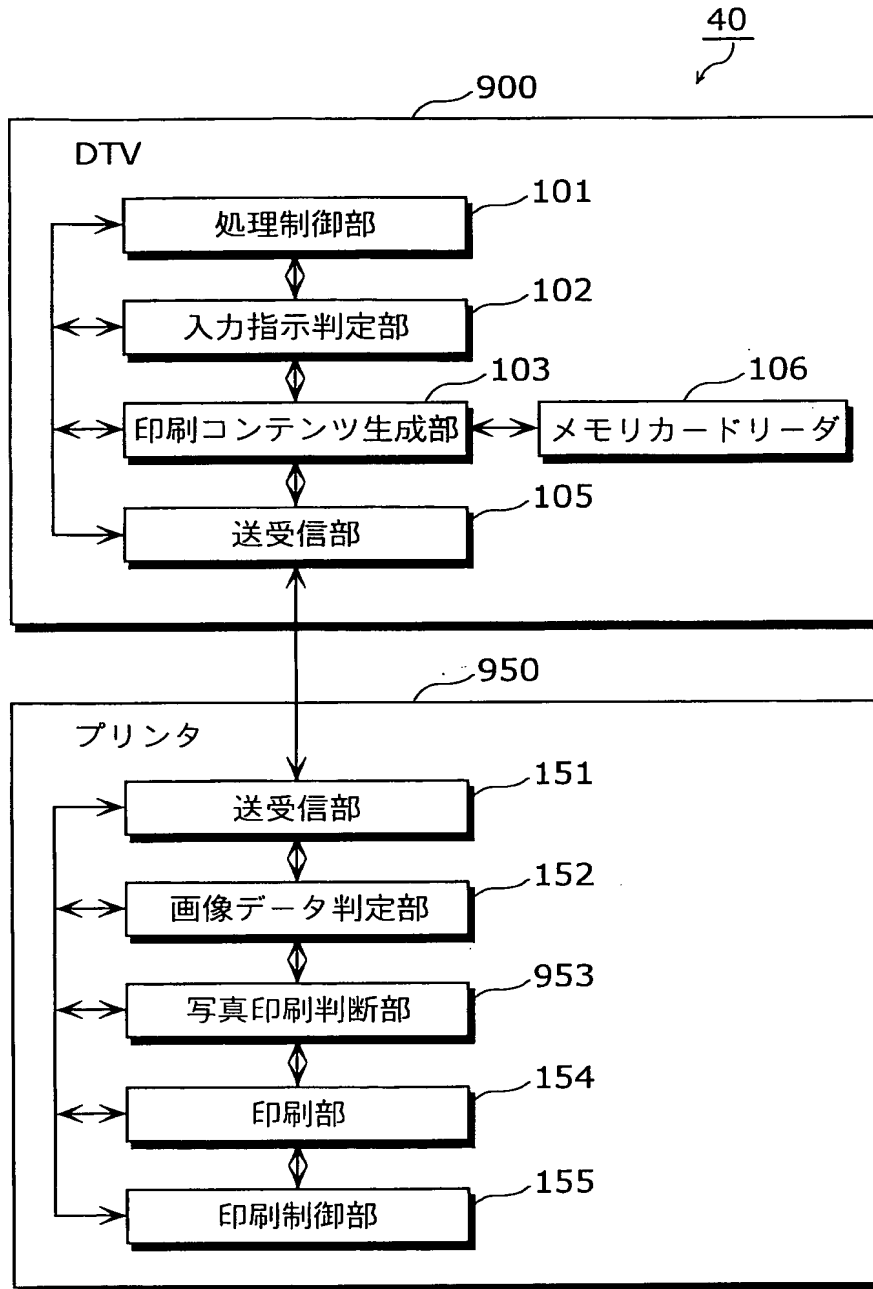 40
900
DTV
101
処理制御部
102
入力指示判定部
103
印刷コンテンツ生成部
106
メモリカードリーダ
105
送受信部
950
プリンタ
151
送受信部
152
画像データ判定部
953
写真印刷判断部
154
印刷部
155
印刷制御部